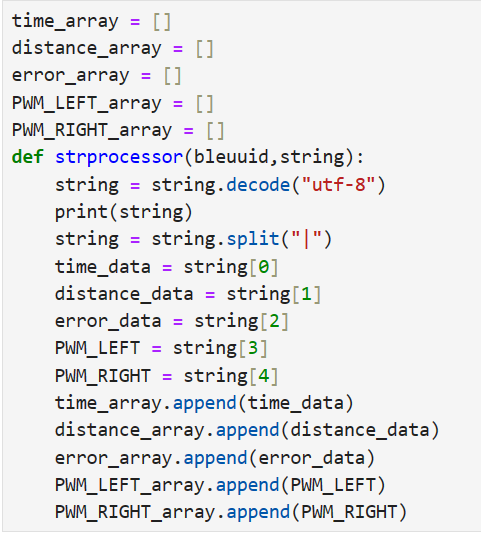 time_array = []
distance_array = []
error_array = []
PWM_LEFT_array = []
PWM_RIGHT_array = []
def strprocessor(bleuuid,string):
    string = string.decode("utf-8")
    print(string)
    string = string.split("|")
    time_data = string[0]
    distance_data = string[1]
    error_data = string[2]
    PWM_LEFT = string[3]
    PWM_RIGHT = string[4]
    time_array.append(time_data)
    distance_array.append(distance_data)
    error_array.append(error_data)
    PWM_LEFT_array.append(PWM_LEFT)
    PWM_RIGHT_array.append(PWM_RIGHT)